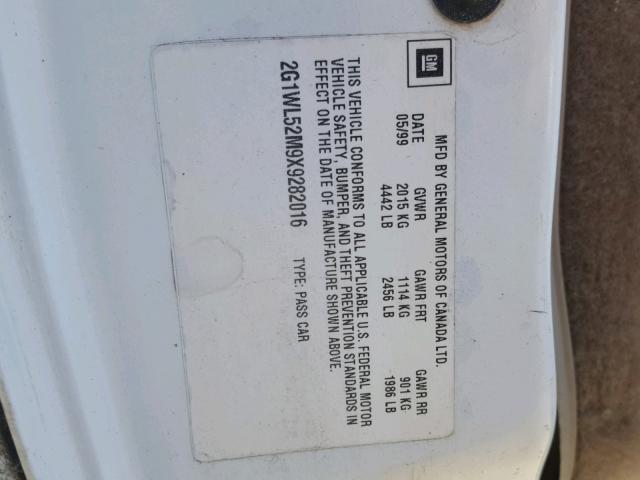 GM
MFD BY GENERAL MOTORS OF CANADA LTD.
DATE GVWR GAWR FRT GAWR RR
05/99 2015 KG 1114 KG 901 KG
4442 LB 2456 LB 1986 LB
THIS VEHICLE CONFORMS TO ALL APPLICABLE U.S. FEDERAL MOTOR
VEHICLE SAFETY, BUMPER, AND THEFT PREVENTION STANDARDS IN
EFFECT ON THE DATE OF MANUFACTURE SHOWN ABOVE.
2G1WL52M9X9282016 TYPE: PASS CAR